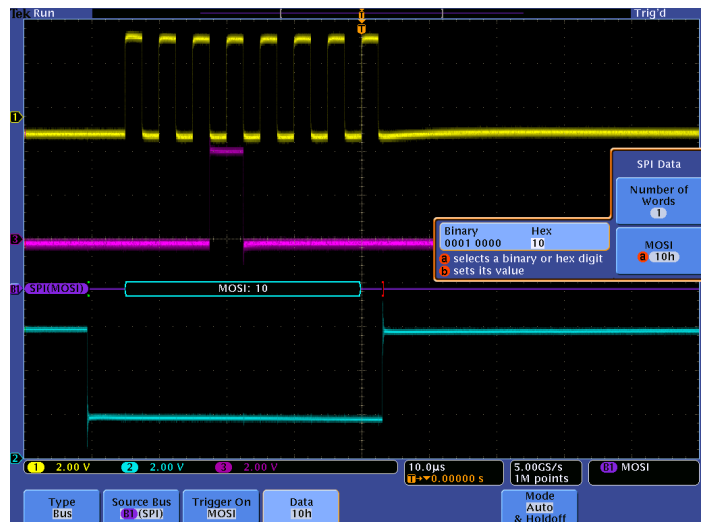 Tek Run
Trig'd
T
T
1
SPI Data
Number of
Words
1
Binary Hex
0001 0000 10
MOSI
a 10h
3
a selects a binary or hex digit
b sets its value
B1 SPI(MOSI)
MOSI: 10
2
1 2.00 V 2 2.00 V 3 2.00 V
10.0µs
T→▼0.00000 s
5.00GS/s
1M points
B1 MOSI
Type
Bus
Source Bus
B1 (SPI)
Trigger On
MOSI
Data
10h
Mode
Auto
& Holdoff